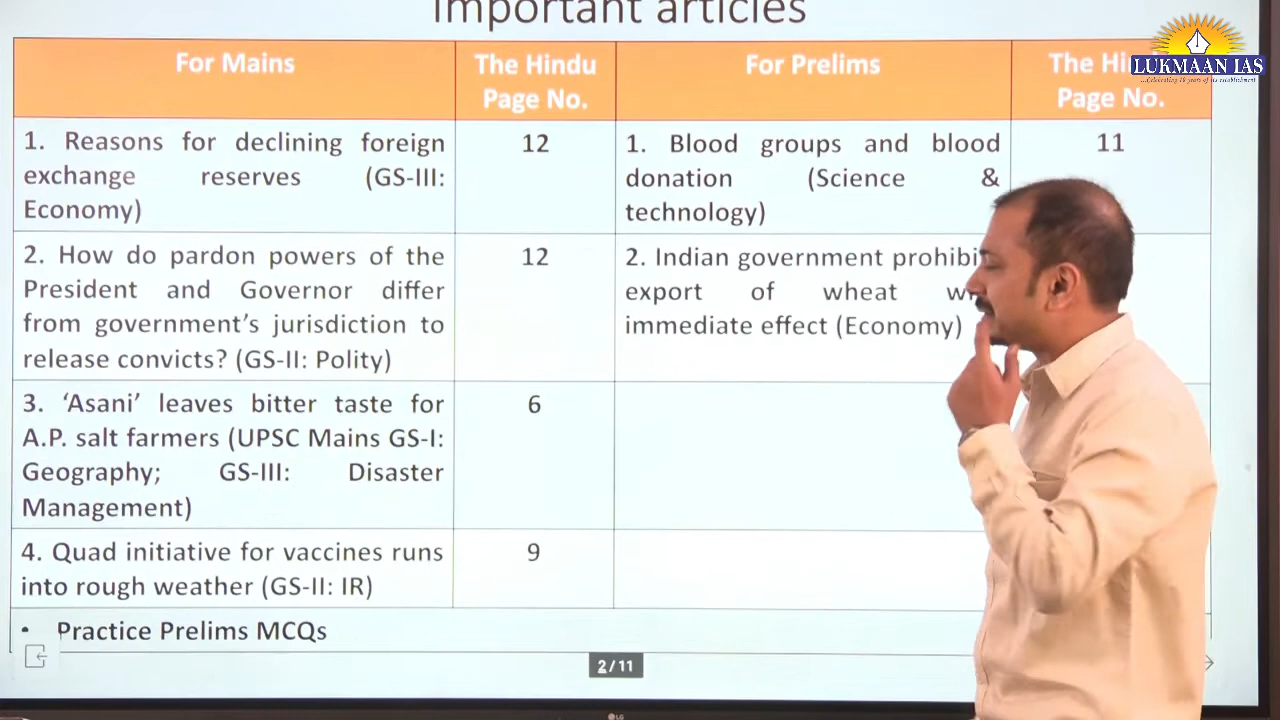 Important articles
LUKMAAN IAS
For Mains
The Hindu
Page No.
For Prelims
The Hi
Page No.
1. Reasons for declining foreign
exchange reserves (GS-III:
Economy)
12
1. Blood groups and blood
donation (Science &
technology)
11
2. How do pardon powers of the
President and Governor differ
from government's jurisdiction to
release convicts? (GS-II: Polity)
12
2. Indian government prohibi
export of wheat w
immediate effect (Economy)
3. ‘Asani’ leaves bitter taste for
A.P. salt farmers (UPSC Mains GS-I:
Geography; GS-III: Disaster
Management)
6
4. Quad initiative for vaccines runs
into rough weather (GS-II: IR)
9
• Practice Prelims MCQs
2 / 11
LG